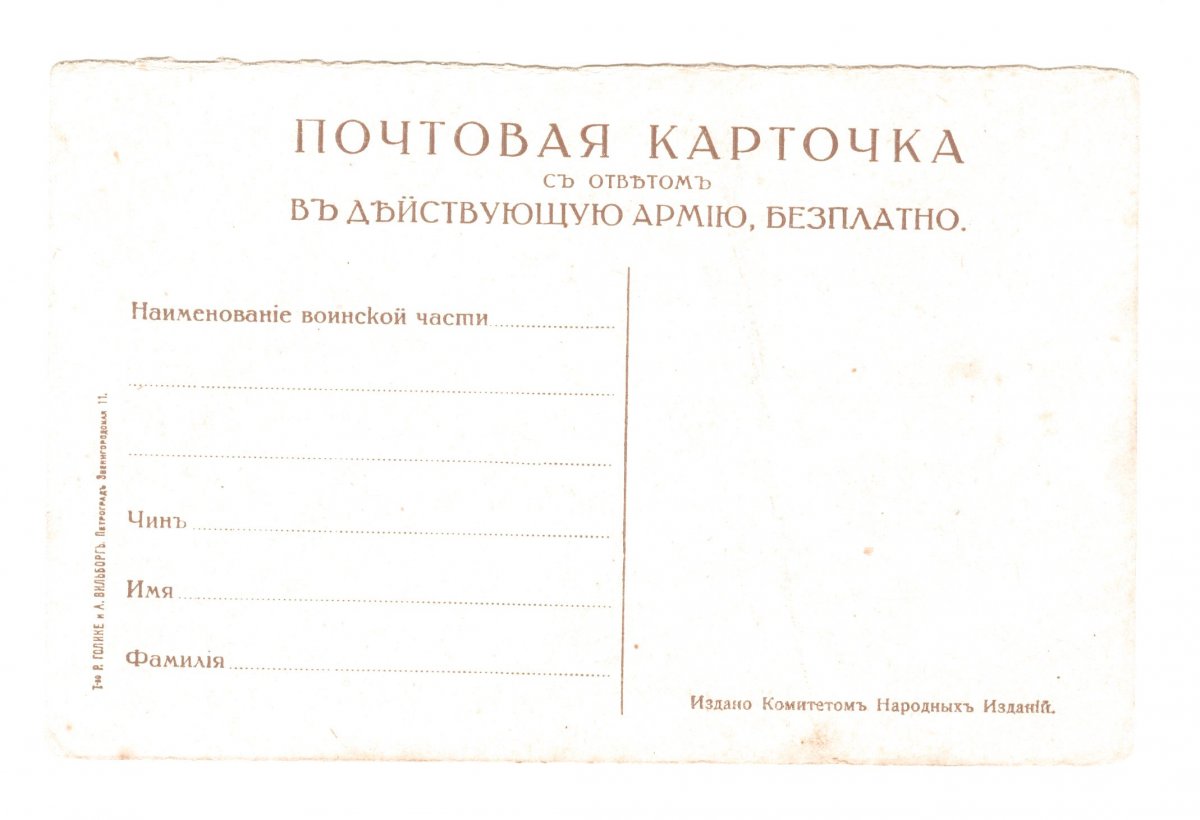 ПОЧТОВАЯ КАРТОЧКА
СЪ ОТВѢТОМЪ
ВЪ ДѢЙСТВУЮЩУЮ АРМІЮ, БЕЗПЛАТНО.
Наименованіе воинской части
Чинъ
Имя
Фамилія
Т-во Р. ГОЛИКЕ и А. ВИЛЬБОРГЪ. ПЕТРОГРАДЪ ЗВЕНИГОРОДСКАЯ 11.
Издано Комитетомъ Народныхъ Изданій.